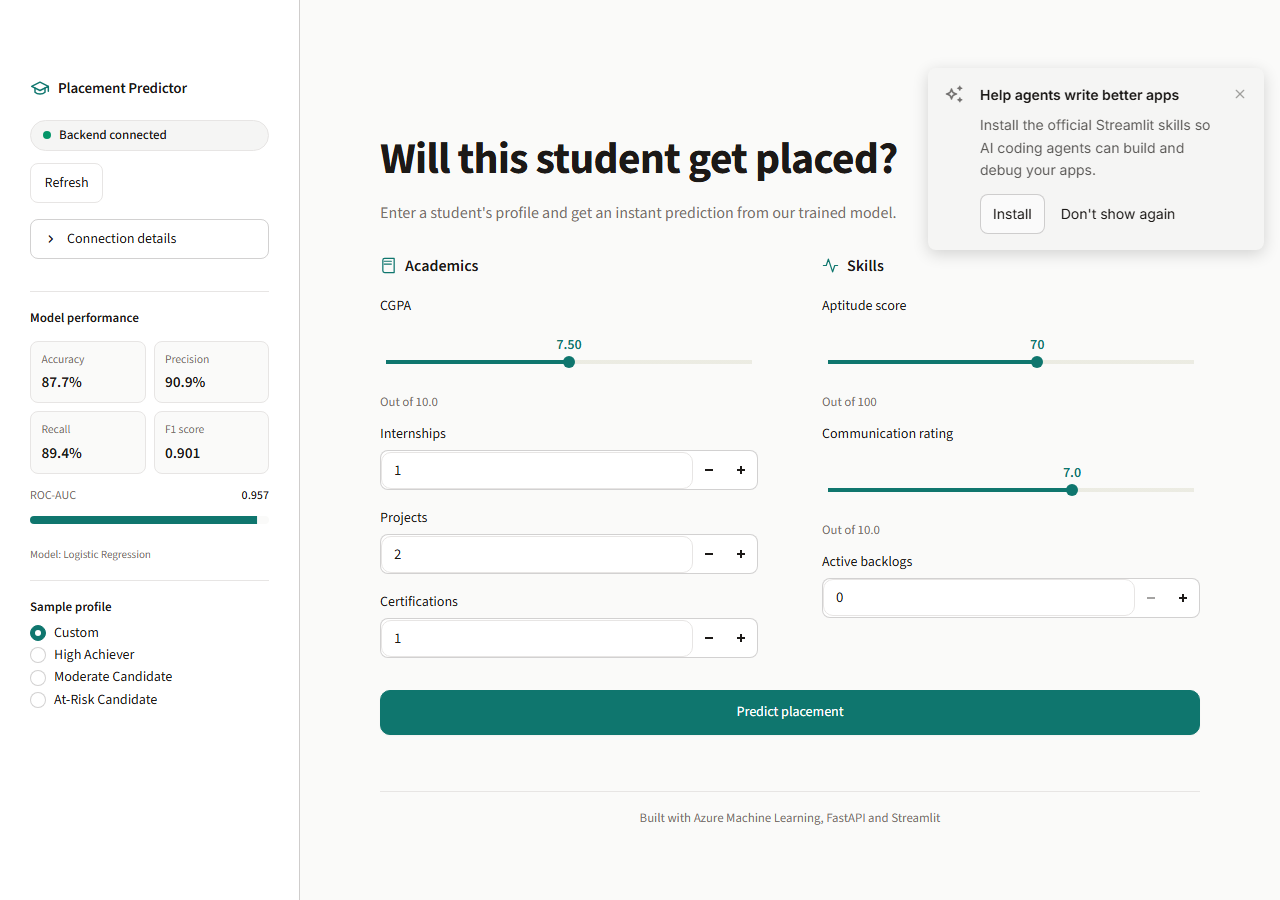 Placement Predictor
Backend connected
Refresh
Connection details
Model performance
Accuracy
87.7%
Precision
90.9%
Recall
89.4%
F1 score
0.901
ROC-AUC
0.957
Model: Logistic Regression
Sample profile
Custom
High Achiever
Moderate Candidate
At-Risk Candidate
Help agents write better apps
Install the official Streamlit skills so
AI coding agents can build and
debug your apps.
Install
Don't show again
Will this student get placed?
Enter a student's profile and get an instant prediction from our trained model.
Academics
CGPA
7.50
Out of 10.0
Internships
1
Projects
2
Certifications
1
Skills
Aptitude score
70
Out of 100
Communication rating
7.0
Out of 10.0
Active backlogs
0
Predict placement
Built with Azure Machine Learning, FastAPI and Streamlit